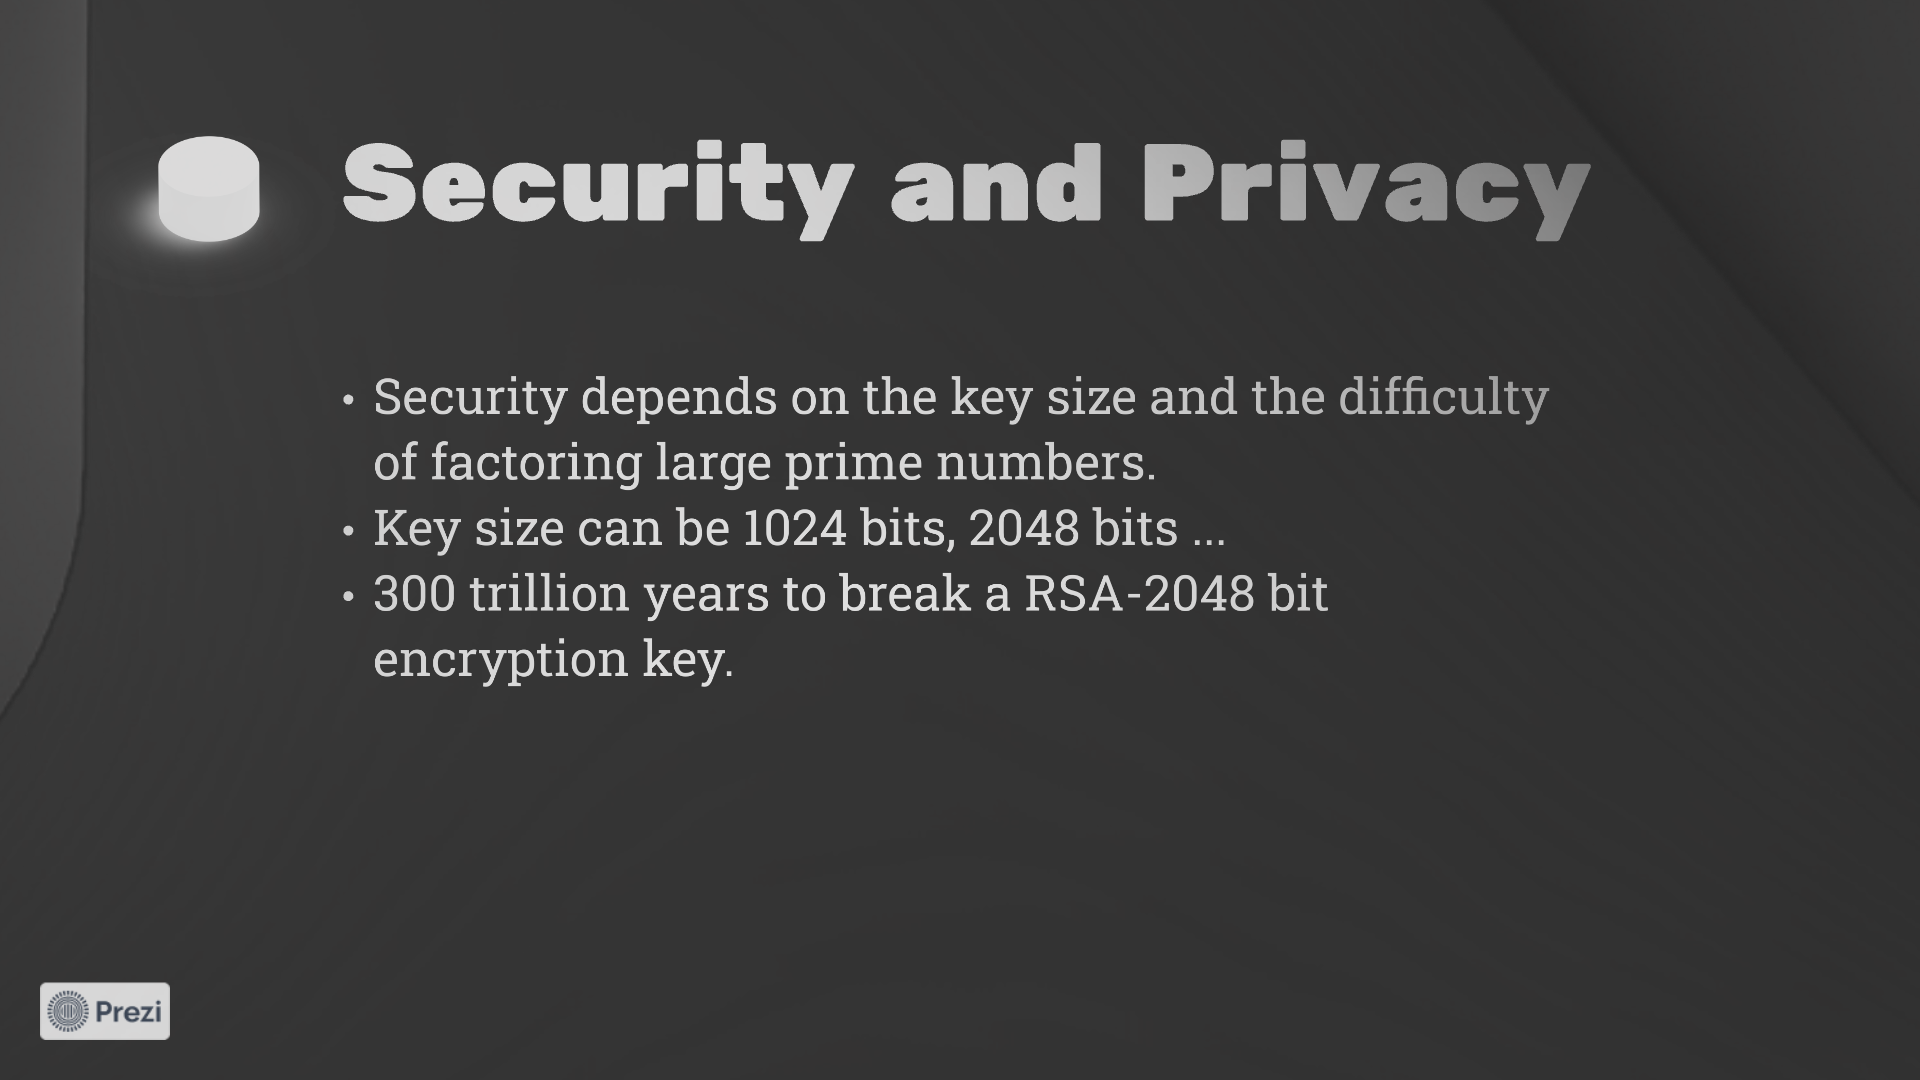 Security and Privacy
• Security depends on the key size and the difficulty
of factoring large prime numbers.
• Key size can be 1024 bits, 2048 bits ...
• 300 trillion years to break a RSA-2048 bit
encryption key.
Prezi